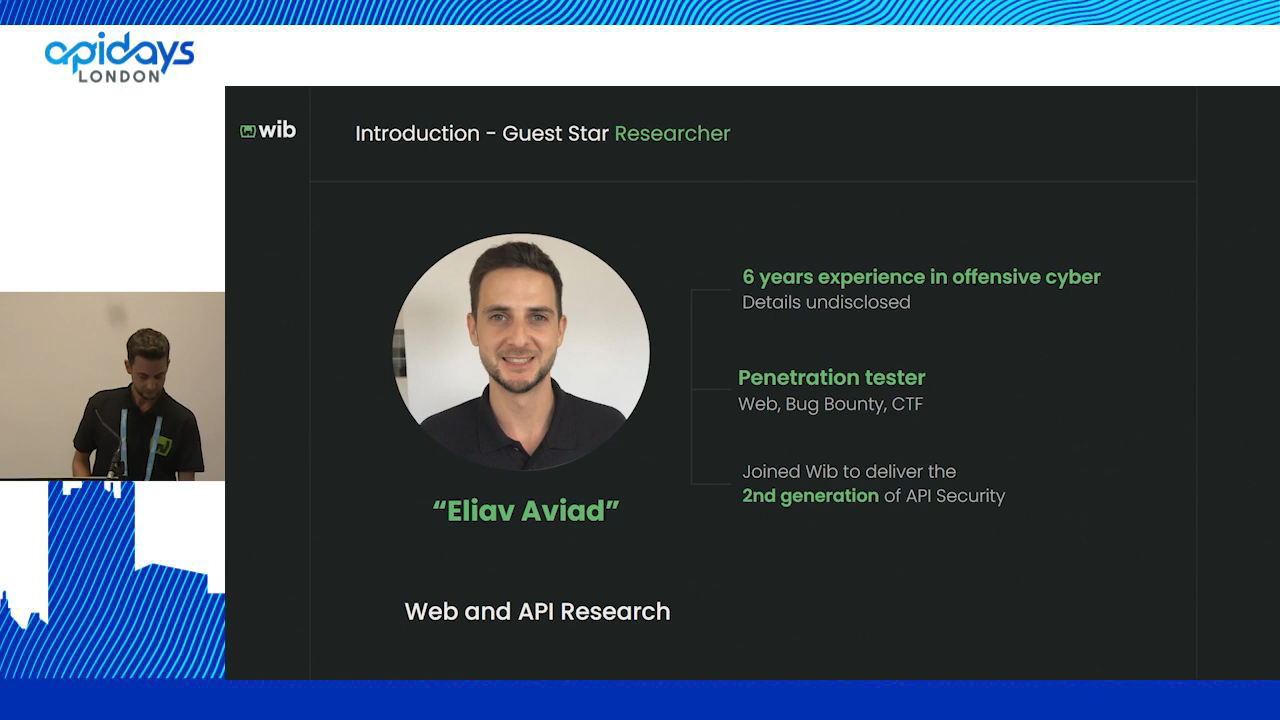 apidays
LONDON
wib
Introduction - Guest Star Researcher
6 years experience in offensive cyber
Details undisclosed
Penetration tester
Web, Bug Bounty, CTF
Joined Wib to deliver the
2nd generation of API Security
“Eliav Aviad”
Web and API Research